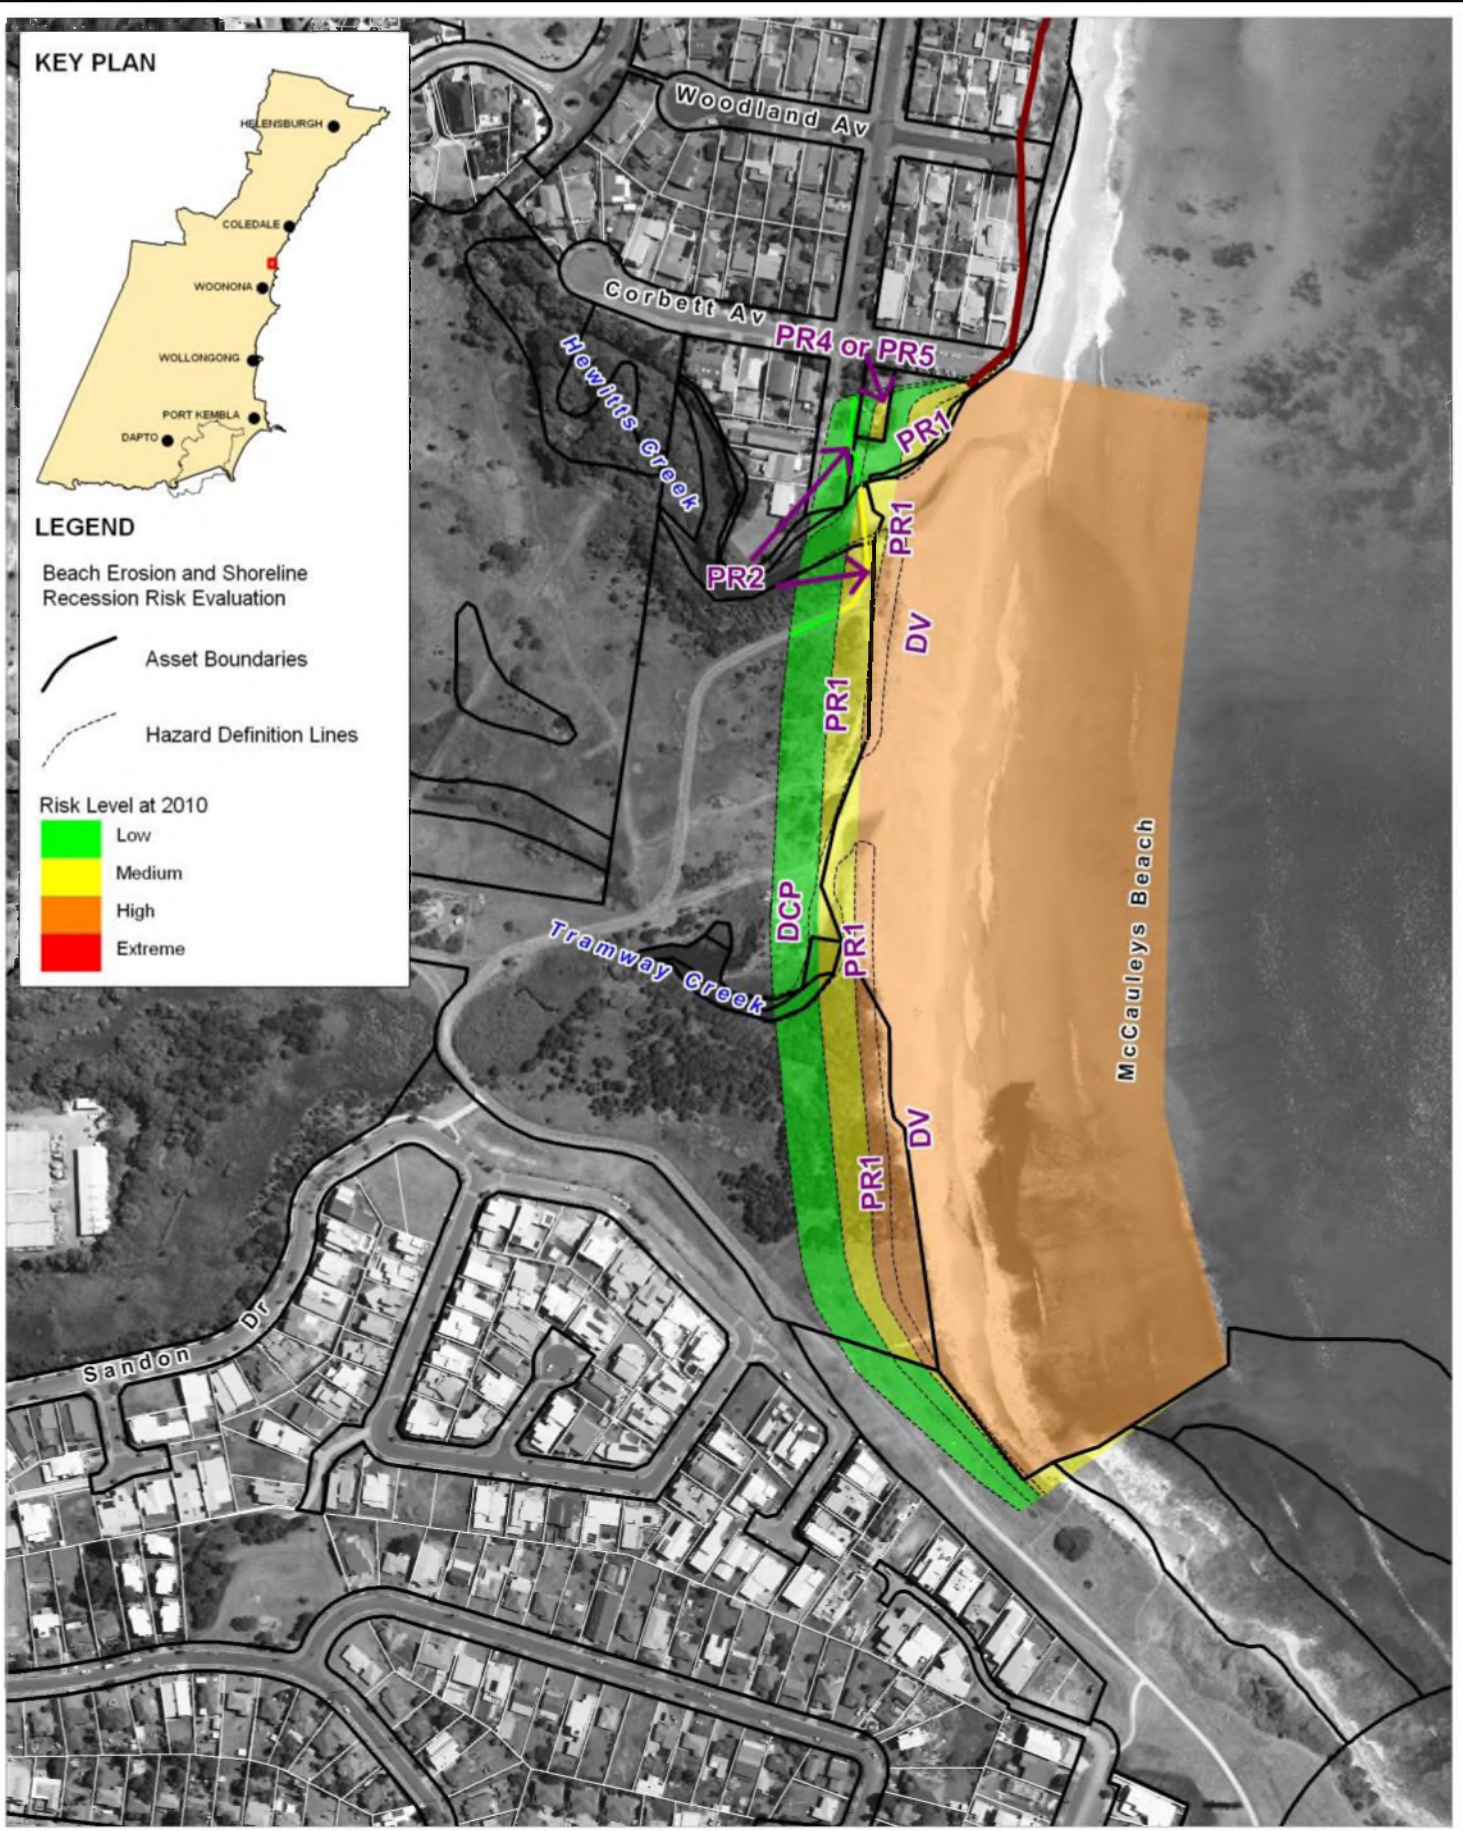 KEY PLAN
HELENSBURGH
COLEDALE
WOONONA
WOLLONGONG
PORT KEMBLA
DAPTO
LEGEND
Beach Erosion and Shoreline
Recession Risk Evaluation
Asset Boundaries
Hazard Definition Lines
Risk Level at 2010
Low
Medium
High
Extreme
Woodland Av
Corbett Av
PR4 or PR5
Hewitts Creek
PR1
PR1
PR2
DV
PR1
McCauleys Beach
DCP
PR1
Tramway Creek
DV
PR1
Sandon Dr